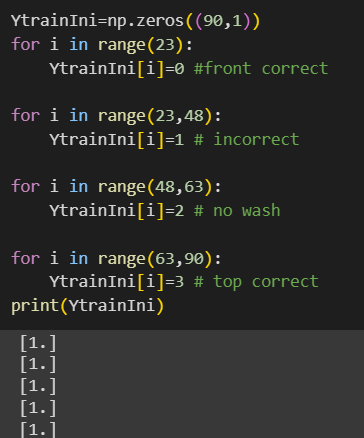 YtrainIni=np.zeros((90,1))
for i in range(23):
    YtrainIni[i]=0 #front correct

for i in range(23,48):
    YtrainIni[i]=1 # incorrect

for i in range(48,63):
    YtrainIni[i]=2 # no wash

for i in range(63,90):
    YtrainIni[i]=3 # top correct
print(YtrainIni)
[1.]
[1.]
[1.]
[1.]
[1.]